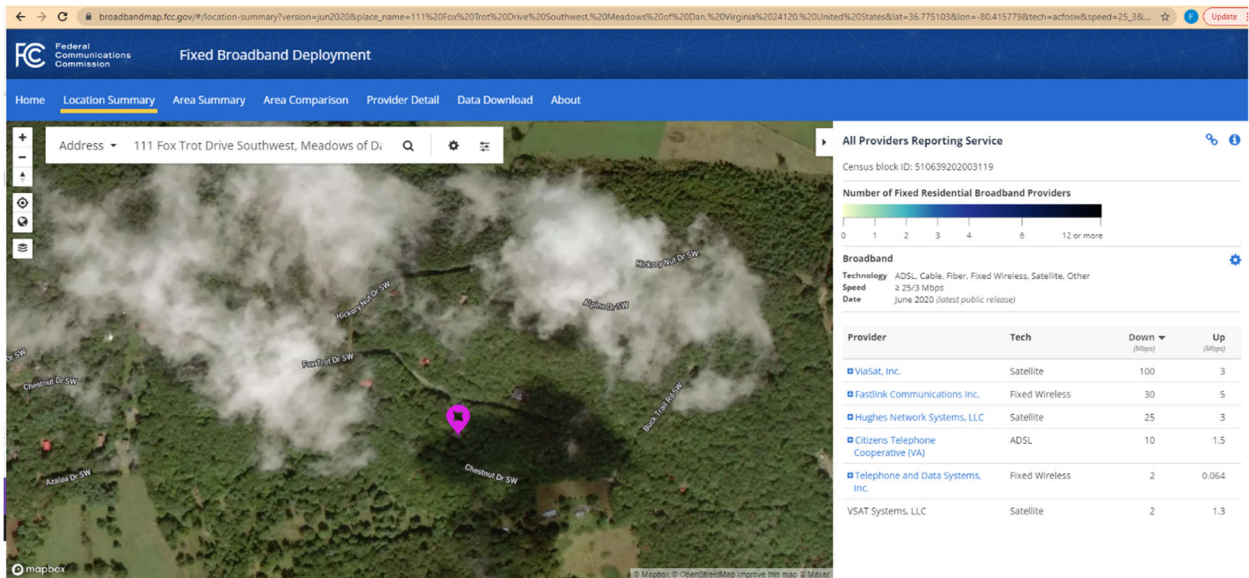 broadbandmap.fcc.gov/#/location-summary?version=jun2020&place_name=111%20Fox%20Trot%20Drive%20Southwest,%20Meadows%20of%20Dan,%20Virginia%2024120,%20United%20States&lat=36.775103&lon=-80.415779&tech=acfosw&speed=25_3&...
F
Update
FC Federal Communications Commission
Fixed Broadband Deployment
Home Location Summary Area Summary Area Comparison Provider Detail Data Download About
Address 111 Fox Trot Drive Southwest, Meadows of Da
Hickory Nut Dr SW
Alpine Dr SW
Hickory Nut Dr SW
Dr SW
FoxTrot Dr SW
Chestnut Dr SW
Buck Trail Rd SW
Chestnut Dr SW
Azalea Dr SW
mapbox
© Mapbox © OpenStreetMap Improve this map © Maxar
All Providers Reporting Service
Census block ID: 510639202003119
Number of Fixed Residential Broadband Providers
0 1 2 3 4 6 12 or more
Broadband
Technology ADSL, Cable, Fiber, Fixed Wireless, Satellite, Other
Speed ≥ 25/3 Mbps
Date June 2020 (latest public release)
Provider Tech Down Up
(Mbps) (Mbps)
ViaSat, Inc. Satellite 100 3
Fastlink Communications Inc. Fixed Wireless 30 5
Hughes Network Systems, LLC Satellite 25 3
Citizens Telephone ADSL 10 1.5
Cooperative (VA)
Telephone and Data Systems, Fixed Wireless 2 0.064
Inc.
VSAT Systems, LLC Satellite 2 1.3